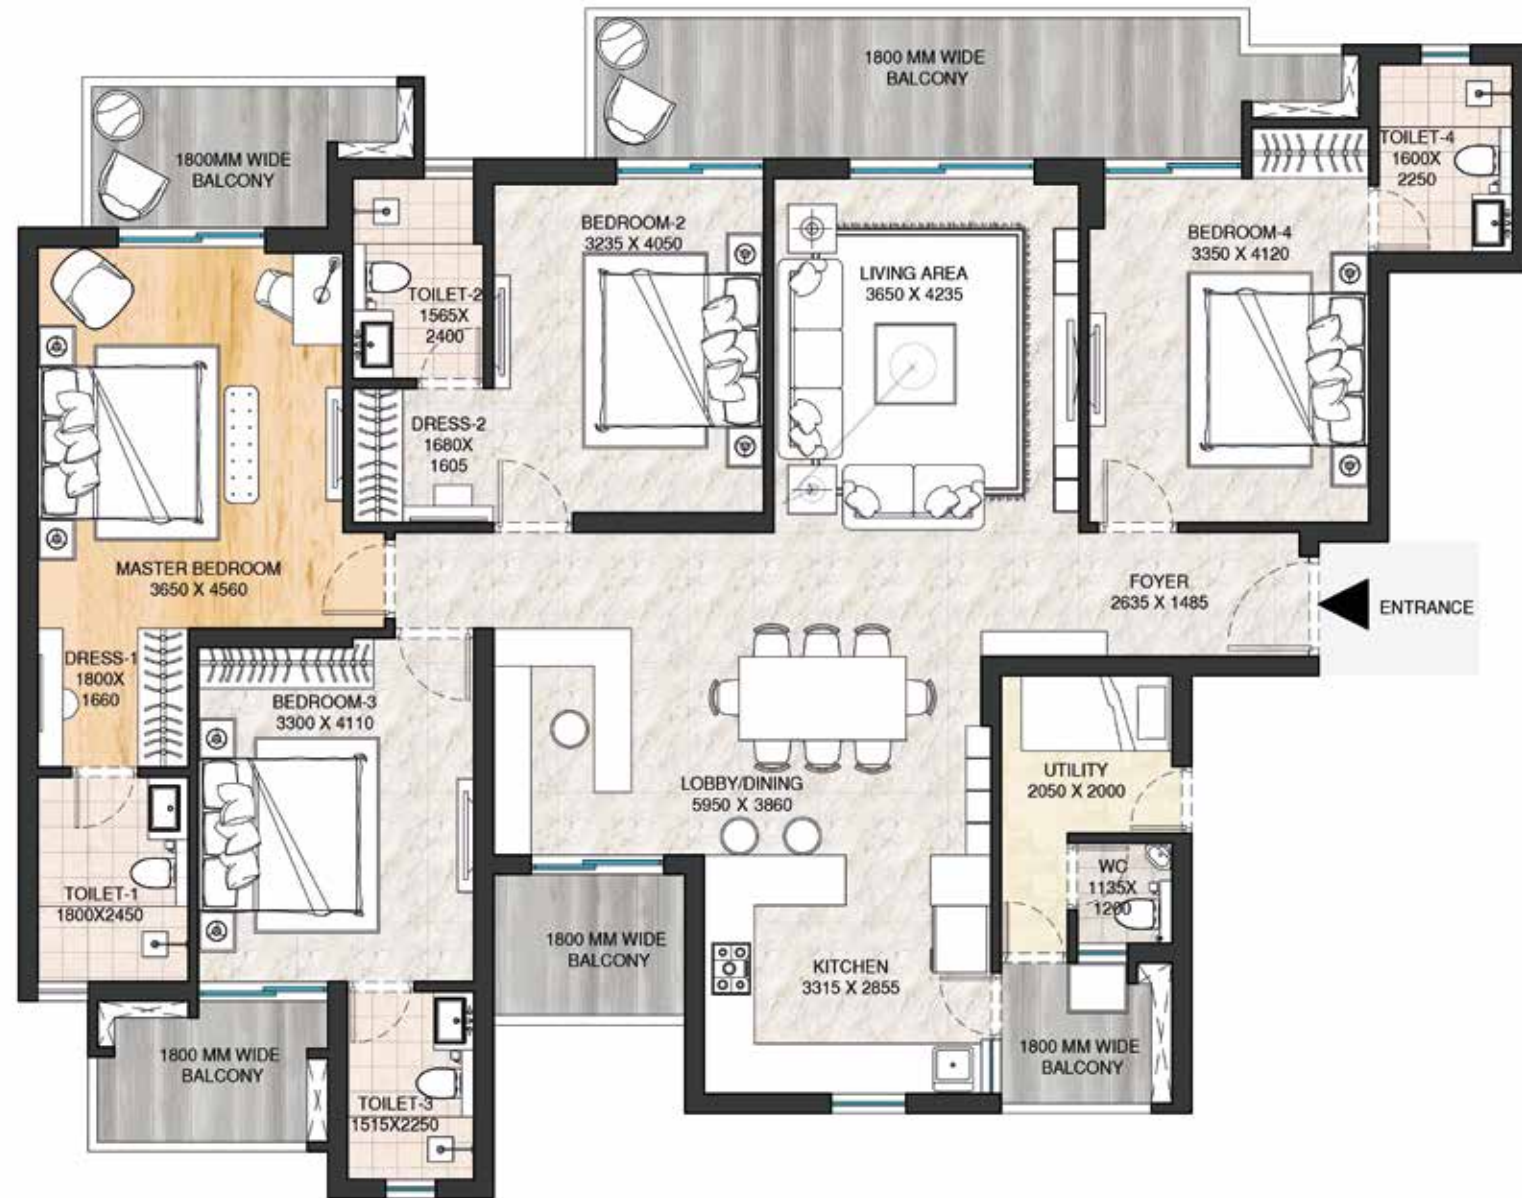 1800 MM WIDE
BALCONY
1800MM WIDE
BALCONY
TOILET-4
1600X
2250
BEDROOM-2
3235 X 4050
BEDROOM-4
3350 X 4120
LIVING AREA
3650 X 4235
TOILET-2
1565X
2400
DRESS-2
1680X
1605
MASTER BEDROOM
3650 X 4560
FOYER
2635 X 1485
ENTRANCE
DRESS-1
1800X
1660
BEDROOM-3
3300 X 4110
LOBBY/DINING
5950 X 3860
UTILITY
2050 X 2000
TOILET-1
1800X2450
WC
1135X
1200
1800 MM WIDE
BALCONY
KITCHEN
3315 X 2855
1800 MM WIDE
BALCONY
1800 MM WIDE
BALCONY
TOILET-3
1515X2250